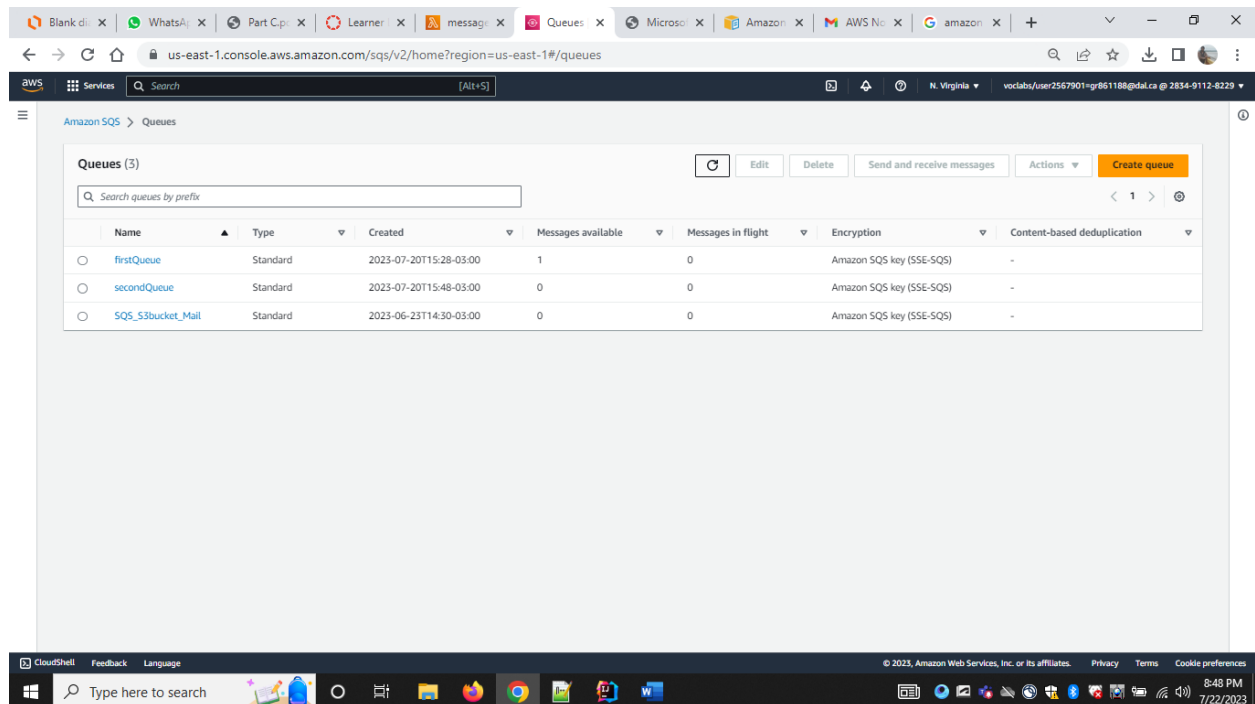 Blank di WhatsA Part C.pc Learner message Queues Microso Amazon AWS No amazon
us-east-1.console.aws.amazon.com/sqs/v2/home?region=us-east-1#/queues
aws Services Search [Alt+S] N. Virginia voclabs/user2567901=gr861188@dal.ca @ 2834-9112-8229
Amazon SQS > Queues
Queues (3) Edit Delete Send and receive messages Actions Create queue
Search queues by prefix 1
Name Type Created Messages available Messages in flight Encryption Content-based deduplication
firstQueue Standard 2023-07-20T15:28-03:00 1 0 Amazon SQS key (SSE-SQS) -
secondQueue Standard 2023-07-20T15:48-03:00 0 0 Amazon SQS key (SSE-SQS) -
SQS_S3bucket_Mail Standard 2023-06-23T14:30-03:00 0 0 Amazon SQS key (SSE-SQS) -
CloudShell Feedback Language © 2023, Amazon Web Services, Inc. or its affiliates. Privacy Terms Cookie preferences
Type here to search 8:48 PM
7/22/2023